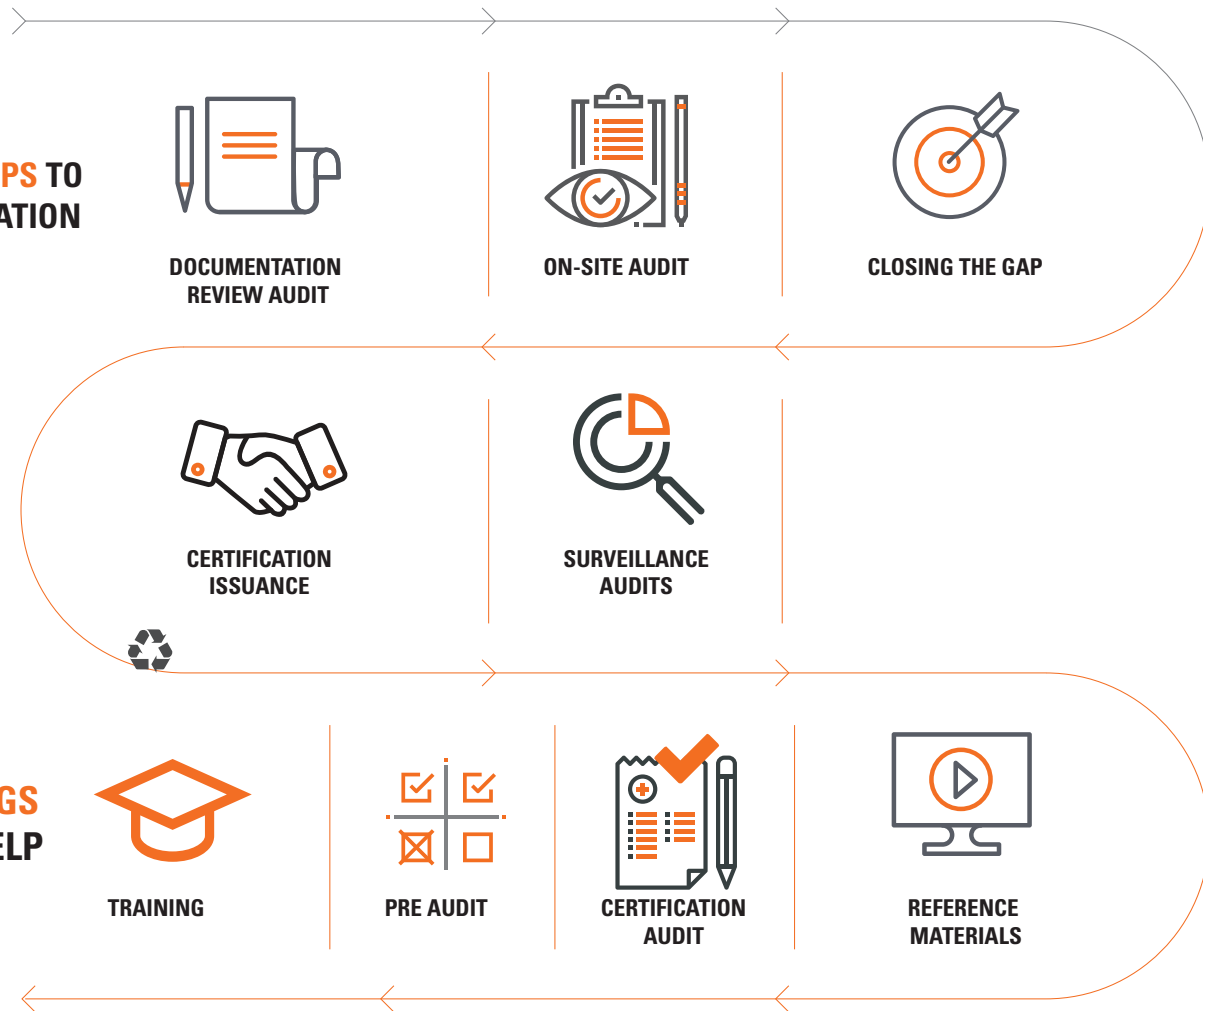 PS TO
ATION
DOCUMENTATION
REVIEW AUDIT
ON-SITE AUDIT
CLOSING THE GAP
CERTIFICATION
ISSUANCE
SURVEILLANCE
AUDITS
GS
ELP
TRAINING
PRE AUDIT
CERTIFICATION
AUDIT
REFERENCE
MATERIALS